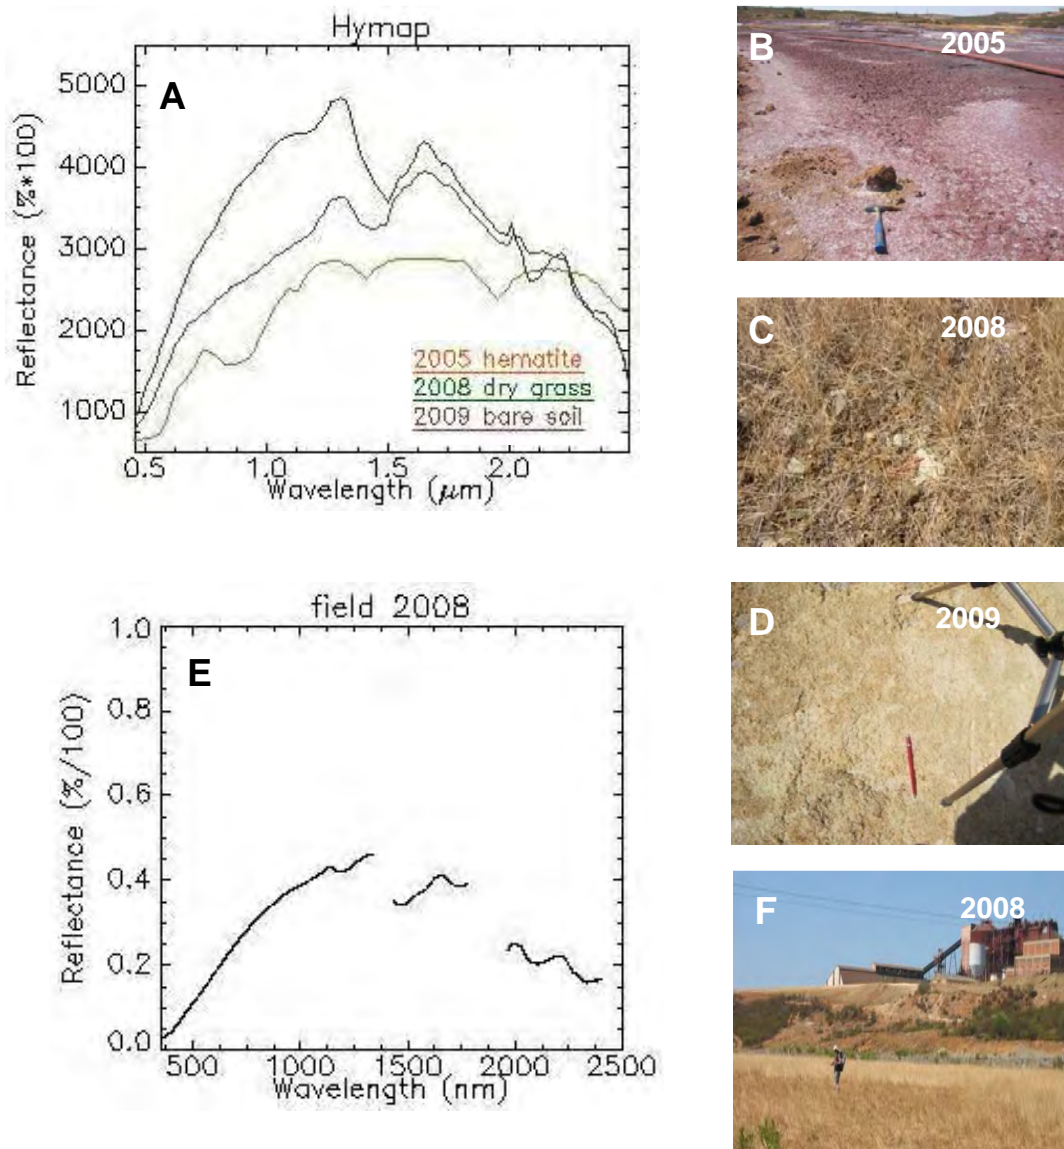 Hymap
A
Reflectance (%*100)
5000
4000
3000
2000
1000
2005 hematite
2008 dry grass
2009 bare soil
0.5 1.0 1.5 2.0
Wavelength (μm)
B 2005
C 2008
D 2009
field 2008
E
Reflectance (%/100)
1.0
0.8
0.6
0.4
0.2
0.0
500 1000 1500 2000 2500
Wavelength (nm)
F 2008